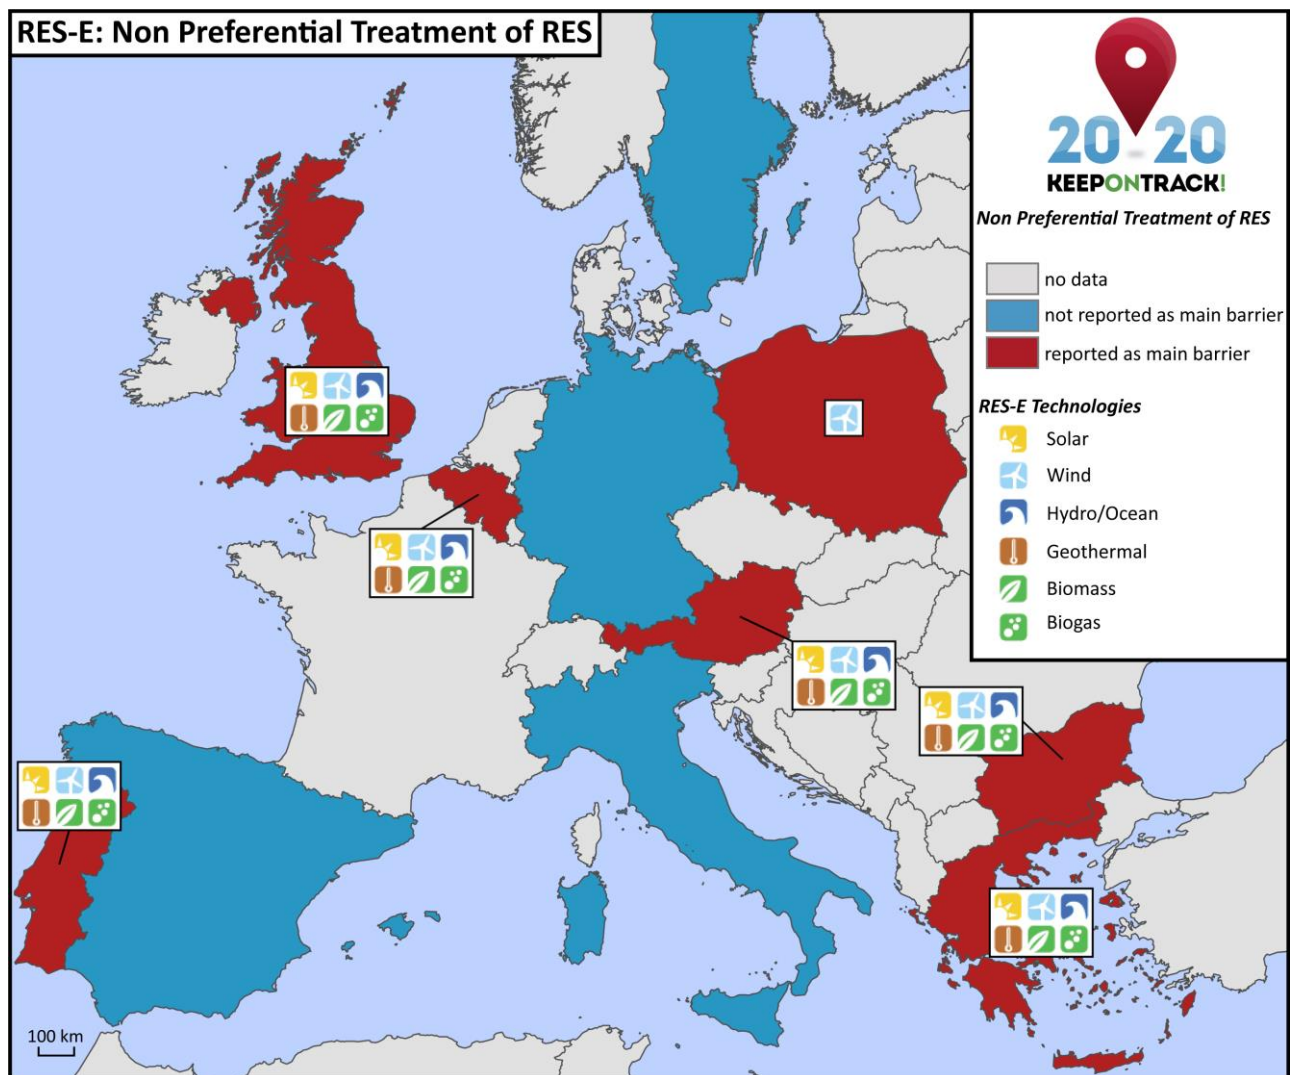 RES-E: Non Preferential Treatment of RES
20 20
KEEPONTRACK!
Non Preferential Treatment of RES
no data
not reported as main barrier
reported as main barrier
RES-E Technologies
Solar
Wind
Hydro/Ocean
Geothermal
Biomass
Biogas
100 km